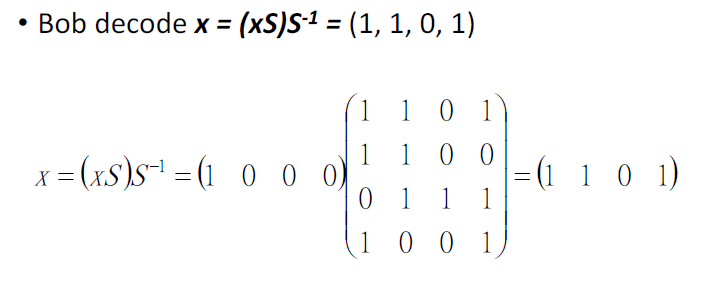 • Bob decode x = (xS)S⁻¹ = (1, 1, 0, 1)
x = (xS)S⁻¹ = (1 0 0 0) (1 1 0 1
1 1 0 0
0 1 1 1
1 0 0 1) = (1 1 0 1)